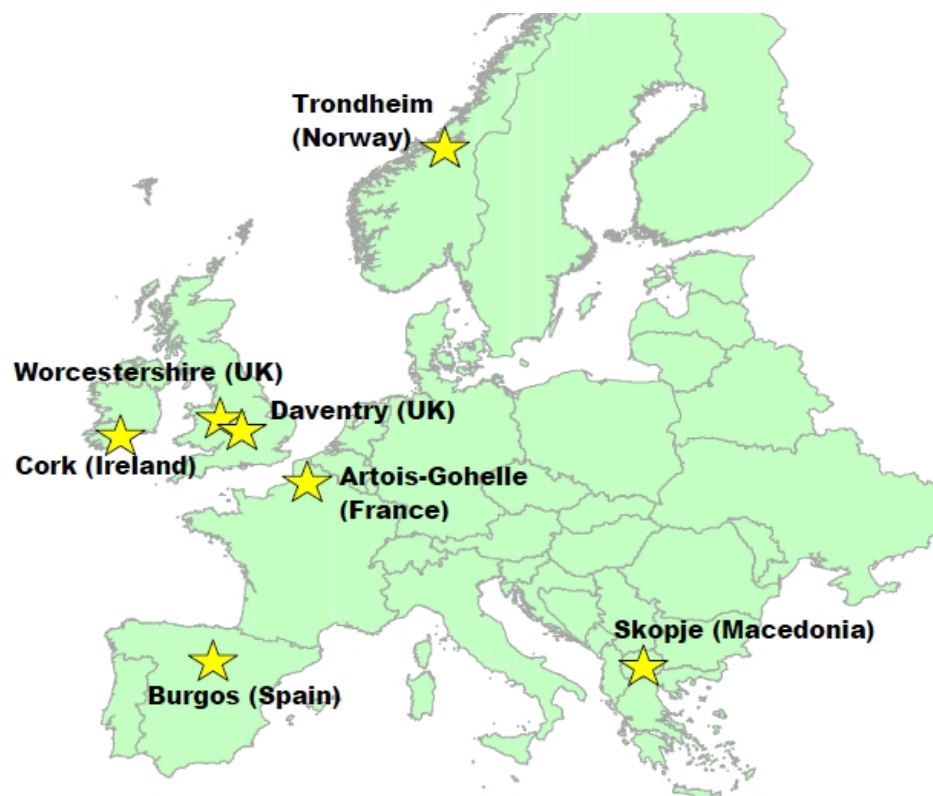 Trondheim
(Norway)
Worcestershire (UK)
Daventry (UK)
Cork (Ireland)
Artois-Gohelle
(France)
Skopje (Macedonia)
Burgos (Spain)